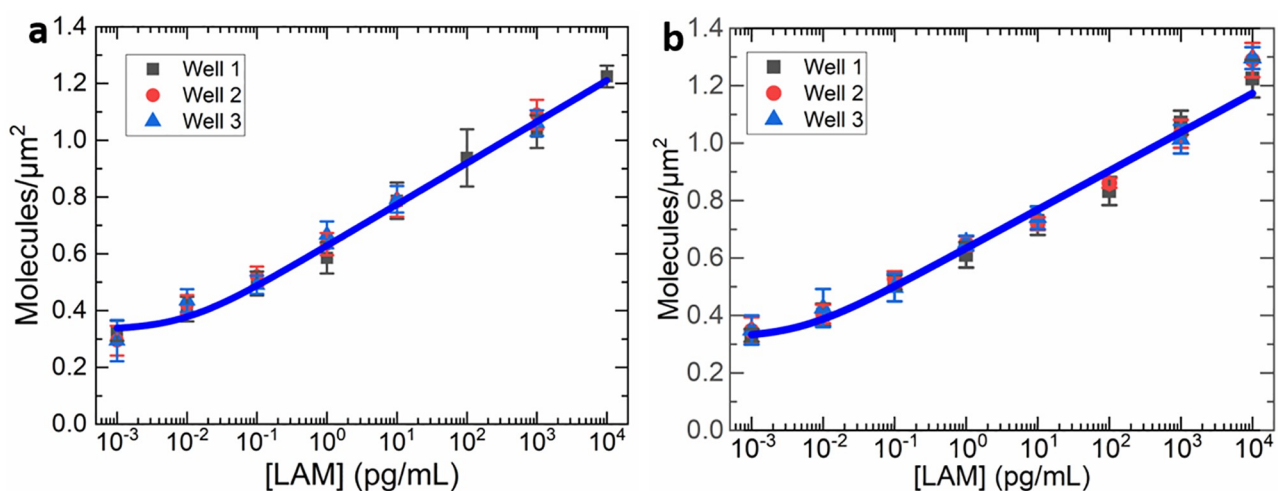 a
1.4
1.2
1.0
0.8
0.6
0.4
0.2
0.0
Molecules/µm²
Well 1
Well 2
Well 3
10⁻³ 10⁻² 10⁻¹ 10⁰ 10¹ 10² 10³ 10⁴
[LAM] (pg/mL)
b
1.4
1.2
1.0
0.8
0.6
0.4
0.2
0.0
Molecules/µm²
Well 1
Well 2
Well 3
10⁻³ 10⁻² 10⁻¹ 10⁰ 10¹ 10² 10³ 10⁴
[LAM] (pg/mL)